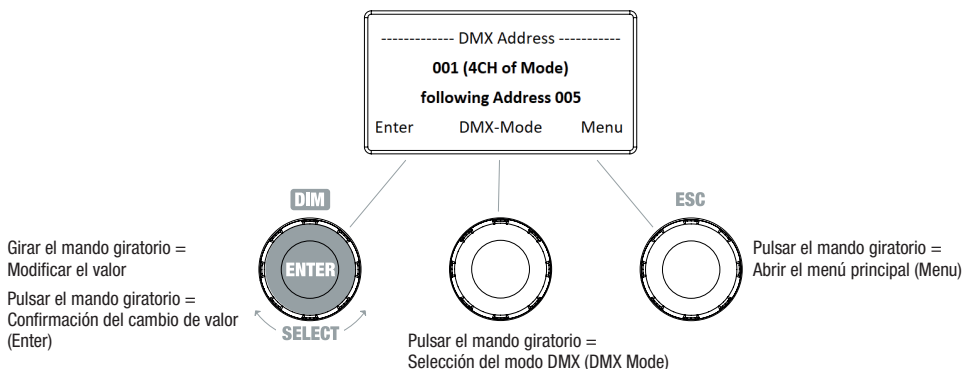 ------------- DMX Address -----------
001 (4CH of Mode)
following Address 005
Enter DMX-Mode Menu
DIM
ESC
Girar el mando giratorio =
Modificar el valor
Pulsar el mando giratorio =
Confirmación del cambio de valor
(Enter)
ENTER
SELECT
Pulsar el mando giratorio =
Selección del modo DMX (DMX Mode)
Pulsar el mando giratorio =
Abrir el menú principal (Menu)